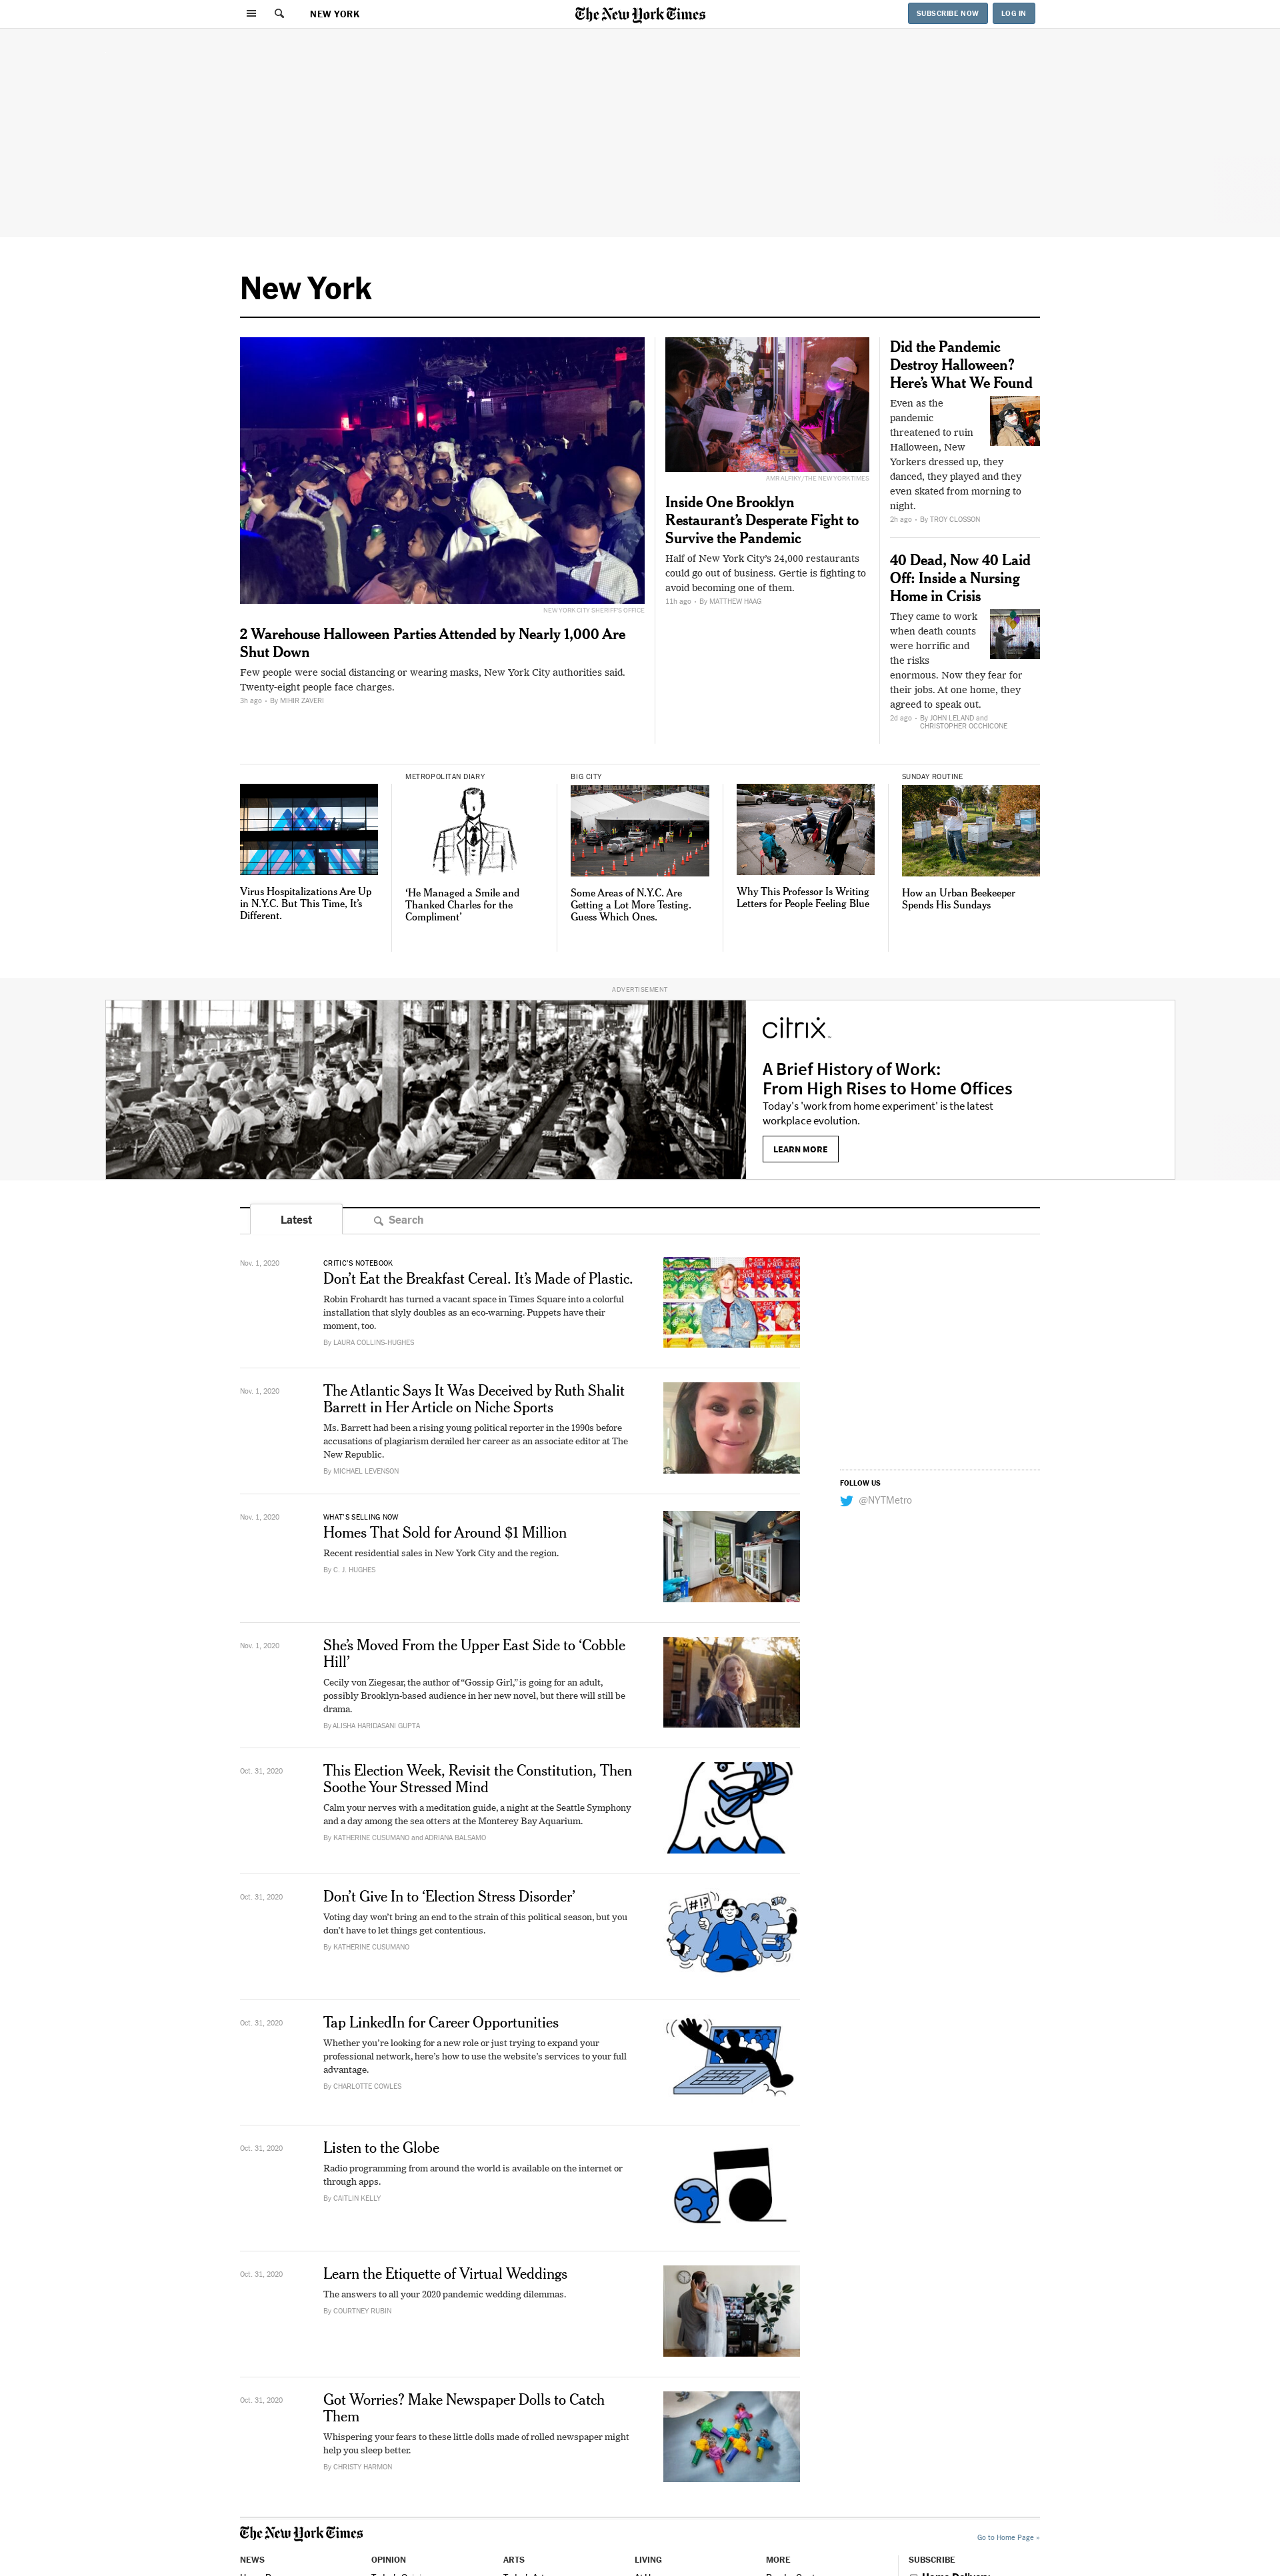 NEW YORK
The New York Times
SUBSCRIBE NOW
LOG IN
New York
NEW YORK CITY SHERIFF'S OFFICE
2 Warehouse Halloween Parties Attended by Nearly 1,000 Are
Shut Down
Few people were social distancing or wearing masks, New York City authorities said.
Twenty-eight people face charges.
3h ago - By MIHIR ZAVERI
AMR ALFIKY/THE NEW YORK TIMES
Inside One Brooklyn
Restaurant’s Desperate Fight to
Survive the Pandemic
Half of New York City's 24,000 restaurants
could go out of business. Gertie is fighting to
avoid becoming one of them.
11h ago - By MATTHEW HAAG
Did the Pandemic
Destroy Halloween?
Here’s What We Found
Even as the
pandemic
threatened to ruin
Halloween, New
Yorkers dressed up, they
danced, they played and they
even skated from morning to
night.
2h ago - By TROY CLOSSON
40 Dead, Now 40 Laid
Off: Inside a Nursing
Home in Crisis
They came to work
when death counts
were horrific and
the risks
enormous. Now they fear for
their jobs. At one home, they
agreed to speak out.
2d ago - By JOHN LELAND and
CHRISTOPHER OCCHICONE
Virus Hospitalizations Are Up
in N.Y.C. But This Time, It’s
Different.
METROPOLITAN DIARY
‘He Managed a Smile and
Thanked Charles for the
Compliment’
BIG CITY
Some Areas of N.Y.C. Are
Getting a Lot More Testing.
Guess Which Ones.
Why This Professor Is Writing
Letters for People Feeling Blue
SUNDAY ROUTINE
How an Urban Beekeeper
Spends His Sundays
ADVERTISEMENT
citrix
A Brief History of Work:
From High Rises to Home Offices
Today's 'work from home experiment' is the latest
workplace evolution.
LEARN MORE
Latest
Search
Nov. 1, 2020
CRITIC’S NOTEBOOK
Don’t Eat the Breakfast Cereal. It’s Made of Plastic.
Robin Frohardt has turned a vacant space in Times Square into a colorful
installation that slyly doubles as an eco-warning. Puppets have their
moment, too.
By LAURA COLLINS-HUGHES
Nov. 1, 2020
The Atlantic Says It Was Deceived by Ruth Shalit
Barrett in Her Article on Niche Sports
Ms. Barrett had been a rising young political reporter in the 1990s before
accusations of plagiarism derailed her career as an associate editor at The
New Republic.
By MICHAEL LEVENSON
FOLLOW US
@NYTMetro
Nov. 1, 2020
WHAT’S SELLING NOW
Homes That Sold for Around $1 Million
Recent residential sales in New York City and the region.
By C. J. HUGHES
Nov. 1, 2020
She’s Moved From the Upper East Side to ‘Cobble
Hill’
Cecily von Ziegesar, the author of “Gossip Girl,” is going for an adult,
possibly Brooklyn-based audience in her new novel, but there will still be
drama.
By ALISHA HARIDASANI GUPTA
Oct. 31, 2020
This Election Week, Revisit the Constitution, Then
Soothe Your Stressed Mind
Calm your nerves with a meditation guide, a night at the Seattle Symphony
and a day among the sea otters at the Monterey Bay Aquarium.
By KATHERINE CUSUMANO and ADRIANA BALSAMO
Oct. 31, 2020
Don’t Give In to ‘Election Stress Disorder’
Voting day won’t bring an end to the strain of this political season, but you
don’t have to let things get contentious.
By KATHERINE CUSUMANO
#!?
Oct. 31, 2020
Tap LinkedIn for Career Opportunities
Whether you’re looking for a new role or just trying to expand your
professional network, here’s how to use the website’s services to your full
advantage.
By CHARLOTTE COWLES
Oct. 31, 2020
Listen to the Globe
Radio programming from around the world is available on the internet or
through apps.
By CAITLIN KELLY
Oct. 31, 2020
Learn the Etiquette of Virtual Weddings
The answers to all your 2020 pandemic wedding dilemmas.
By COURTNEY RUBIN
Oct. 31, 2020
Got Worries? Make Newspaper Dolls to Catch
Them
Whispering your fears to these little dolls made of rolled newspaper might
help you sleep better.
By CHRISTY HARMON
The New York Times
Go to Home Page »
NEWS
OPINION
ARTS
LIVING
MORE
SUBSCRIBE